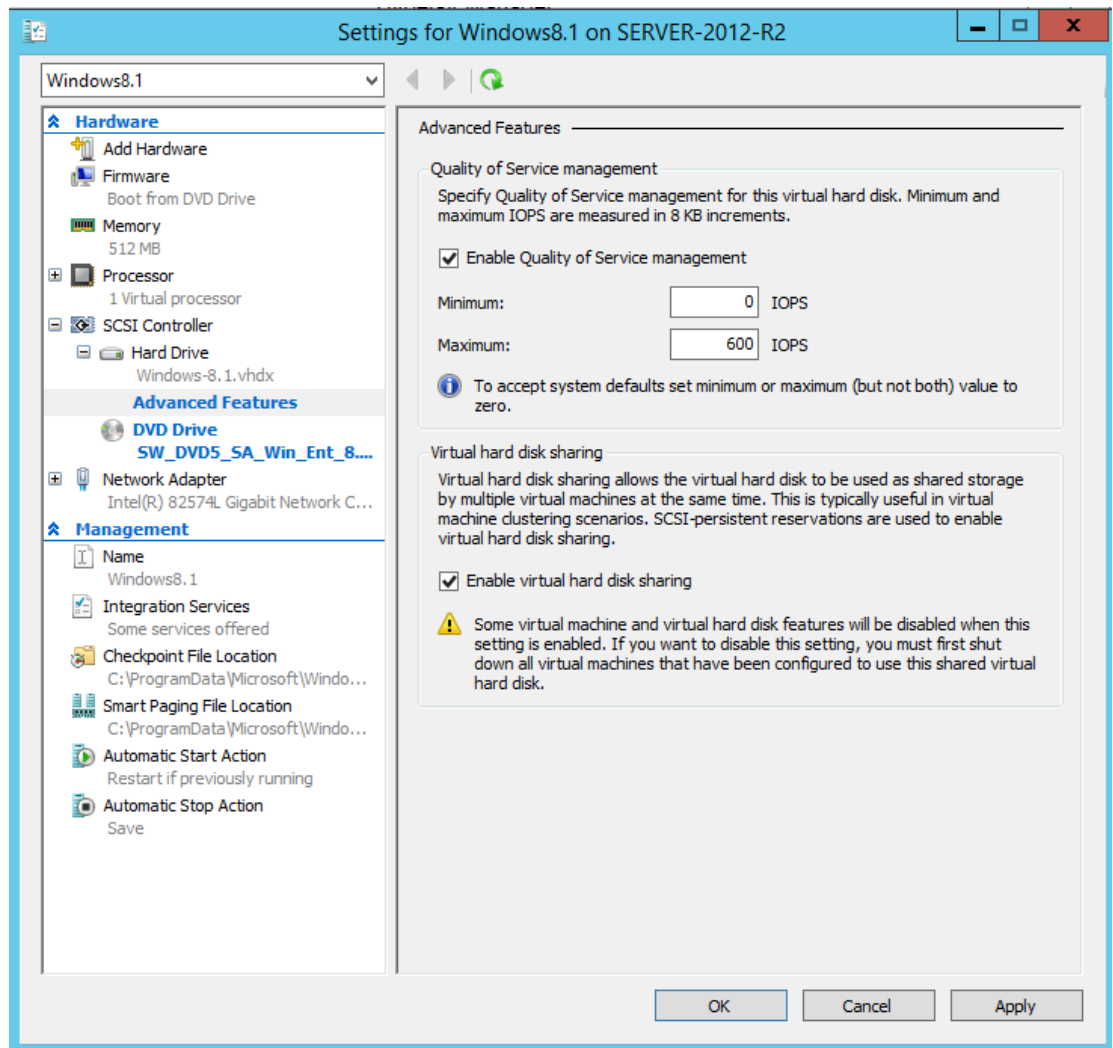 Settings for Windows8.1 on SERVER-2012-R2
X
Windows8.1
Hardware
Add Hardware
Firmware
Boot from DVD Drive
Memory
512 MB
Processor
1 Virtual processor
SCSI Controller
Hard Drive
Windows-8.1.vhdx
Advanced Features
DVD Drive
SW_DVD5_SA_Win_Ent_8....
Network Adapter
Intel(R) 82574L Gigabit Network C...
Management
Name
Windows8.1
Integration Services
Some services offered
Checkpoint File Location
C:\ProgramData\Microsoft\Windo...
Smart Paging File Location
C:\ProgramData\Microsoft\Windo...
Automatic Start Action
Restart if previously running
Automatic Stop Action
Save
Advanced Features
Quality of Service management
Specify Quality of Service management for this virtual hard disk. Minimum and
maximum IOPS are measured in 8 KB increments.
Enable Quality of Service management
Minimum: 0 IOPS
Maximum: 600 IOPS
To accept system defaults set minimum or maximum (but not both) value to
zero.
Virtual hard disk sharing
Virtual hard disk sharing allows the virtual hard disk to be used as shared storage
by multiple virtual machines at the same time. This is typically useful in virtual
machine clustering scenarios. SCSI-persistent reservations are used to enable
virtual hard disk sharing.
Enable virtual hard disk sharing
Some virtual machine and virtual hard disk features will be disabled when this
setting is enabled. If you want to disable this setting, you must first shut
down all virtual machines that have been configured to use this shared virtual
hard disk.
OK Cancel Apply